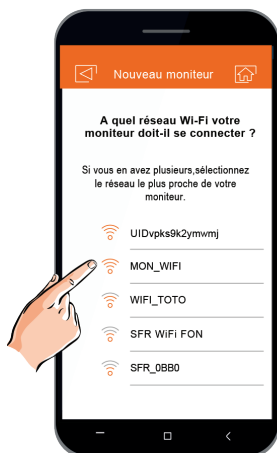 Nouveau moniteur
A quel réseau Wi-Fi votre
moniteur doit-il se connecter ?
Si vous en avez plusieurs,sélectionnez
le réseau le plus proche de votre
moniteur.
UIDvpks9k2ymwmj
MON_WIFI
WIFI_TOTO
SFR WiFi FON
SFR_0BB0